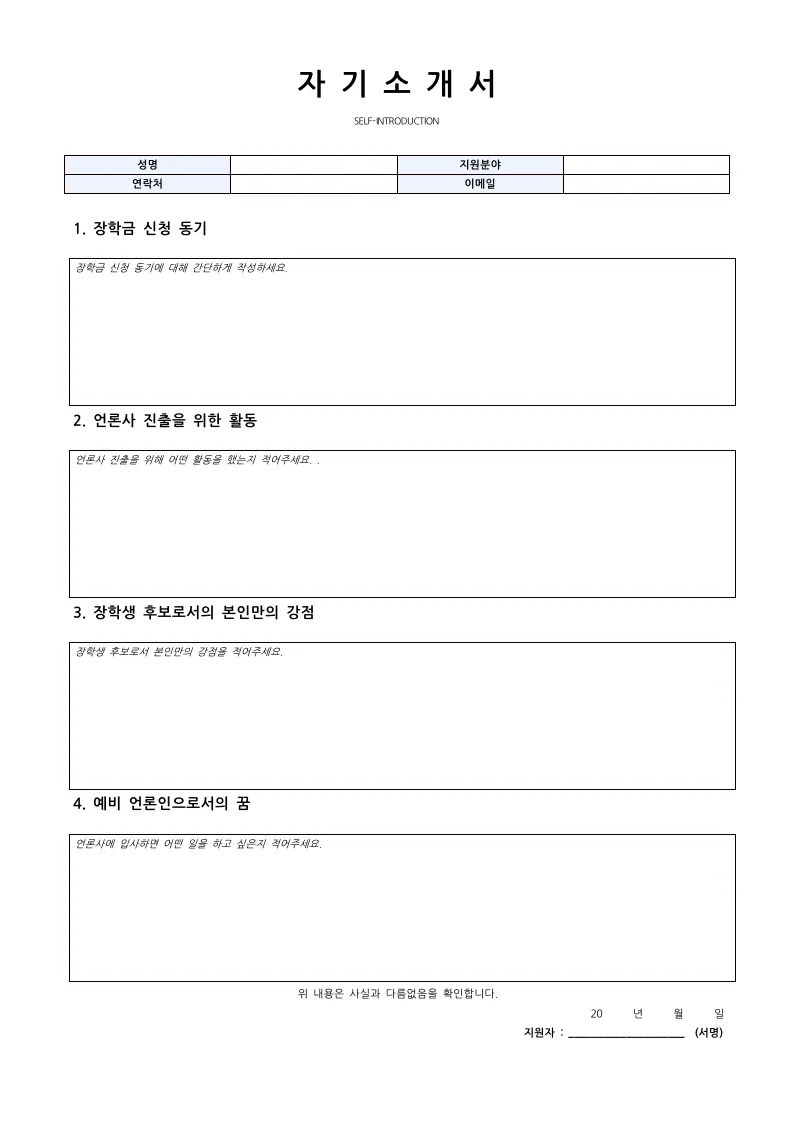 자 기 소 개 서
SELF-INTRODUCTION
성명 지원분야
연락처 이메일
1. 장학금 신청 동기
장학금 신청 동기에 대해 간단하게 작성하세요.
2. 언론사 진출을 위한 활동
언론사 진출을 위해 어떤 활동을 했는지 적어주세요. .
3. 장학생 후보로서의 본인만의 강점
장학생 후보로서 본인만의 강점을 적어주세요.
4. 예비 언론인으로서의 꿈
언론사에 입사하면 어떤 일을 하고 싶은지 적어주세요.
위 내용은 사실과 다름없음을 확인합니다.
20 년 월 일
지원자 : ____________________ (서명)